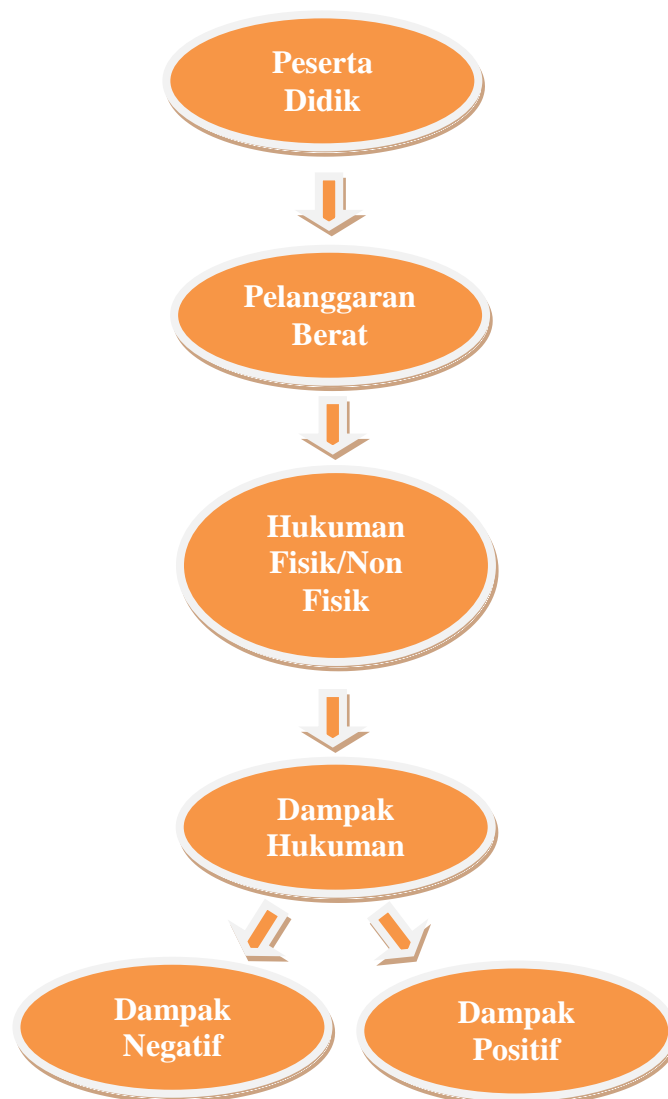 Peserta
Didik
Pelanggaran
Berat
Hukuman
Fisik/Non
Fisik
Dampak
Hukuman
Dampak
Negatif
Dampak
Positif